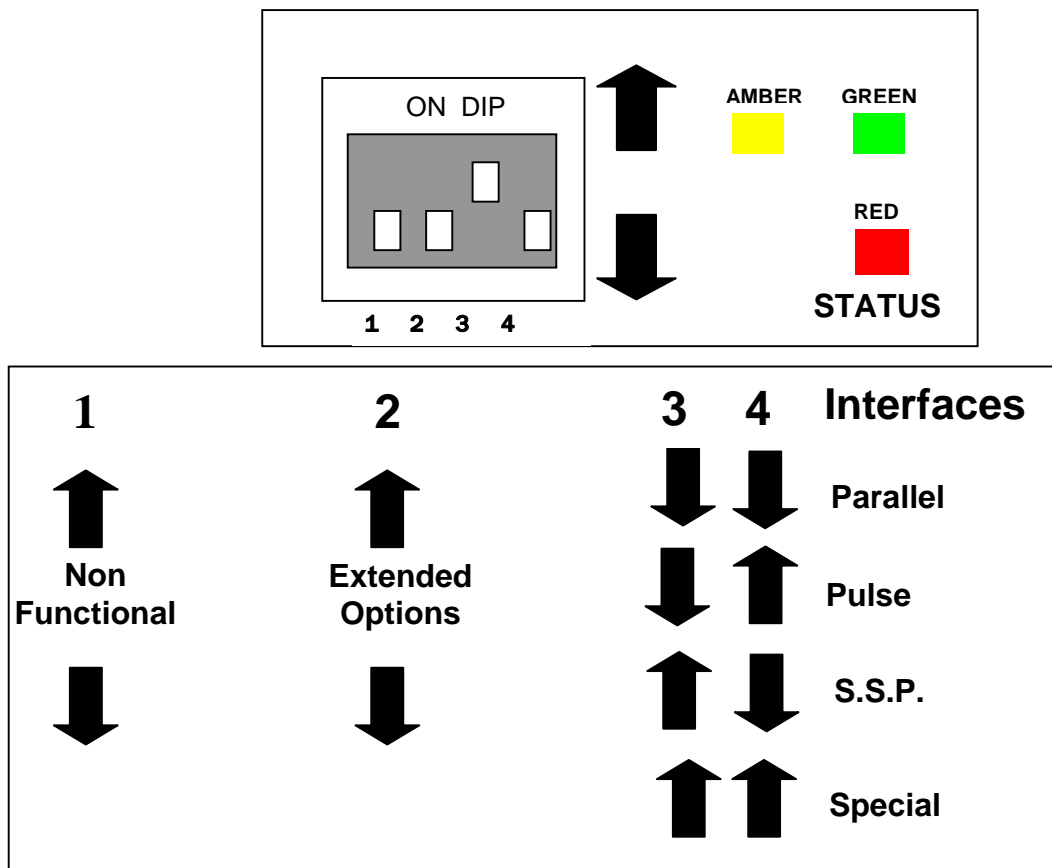 ON DIP
AMBER GREEN
RED
STATUS
1 2 3 4
1 2 3 4 Interfaces
Parallel
Non
Functional
Extended
Options
Pulse
S.S.P.
Special